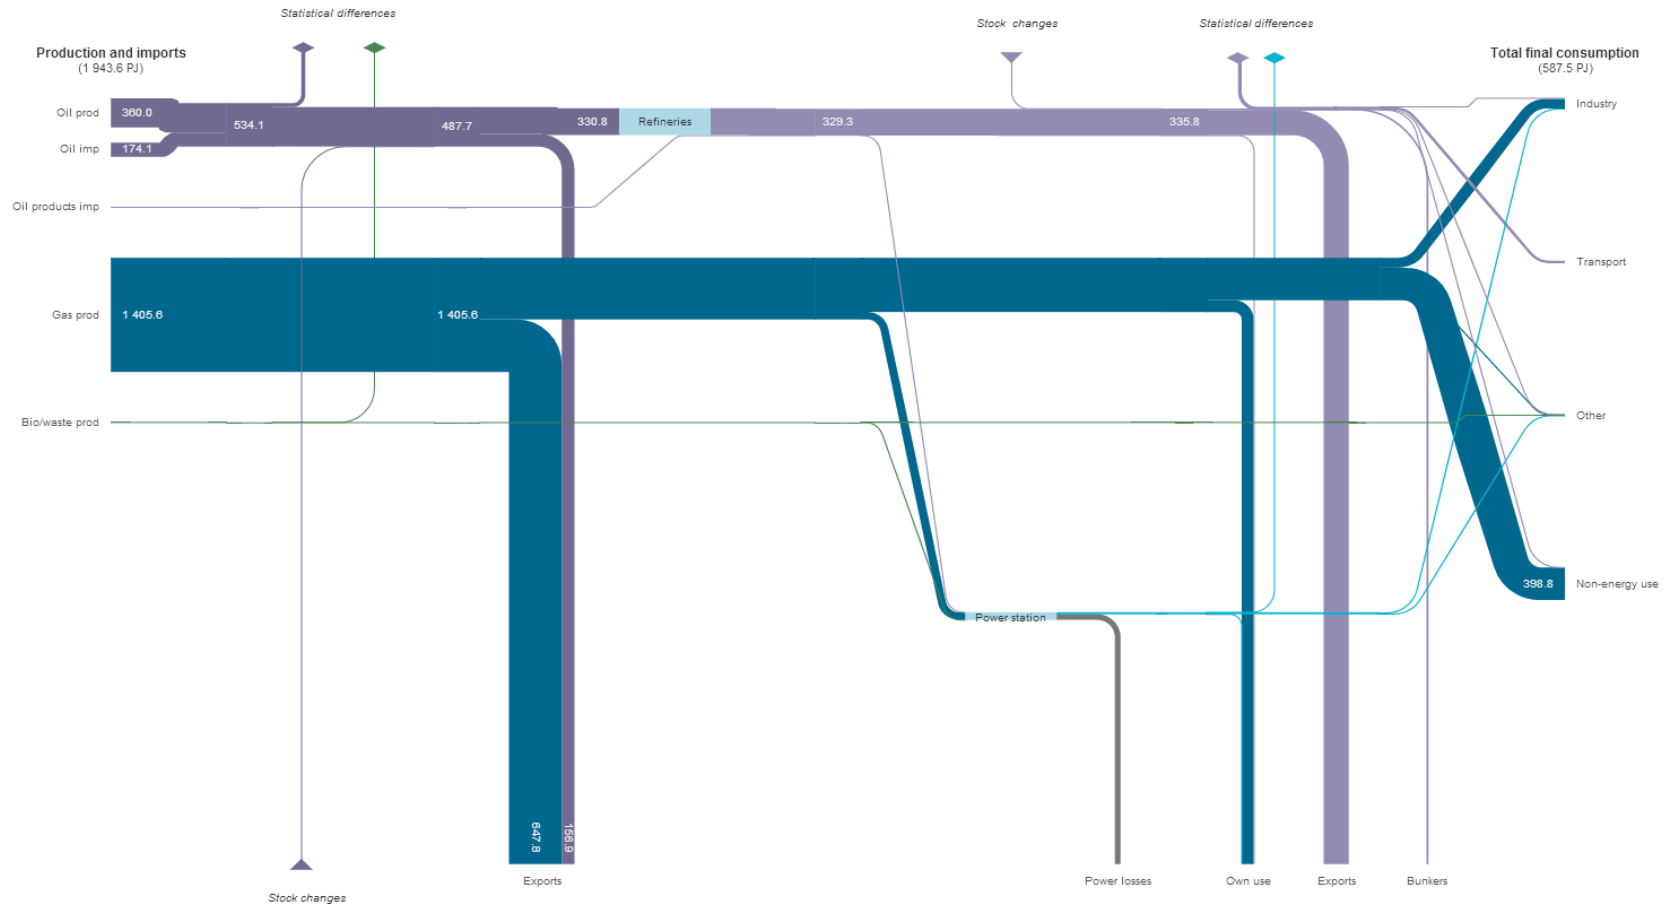 Statistical differences
Stock changes
Statistical differences
Production and imports
(1 943.6 PJ)
Total final consumption
(587.5 PJ)
Oil prod
360.0
534.1
487.7
330.8
Refineries
329.3
335.8
Industry
Oil imp
174.1
Oil products imp
Transport
Gas prod
1 405.6
1 405.6
Bio/waste prod
Other
398.8
Non-energy use
Power station
647.8
156.9
Exports
Power losses
Own use
Exports
Bunkers
Stock changes